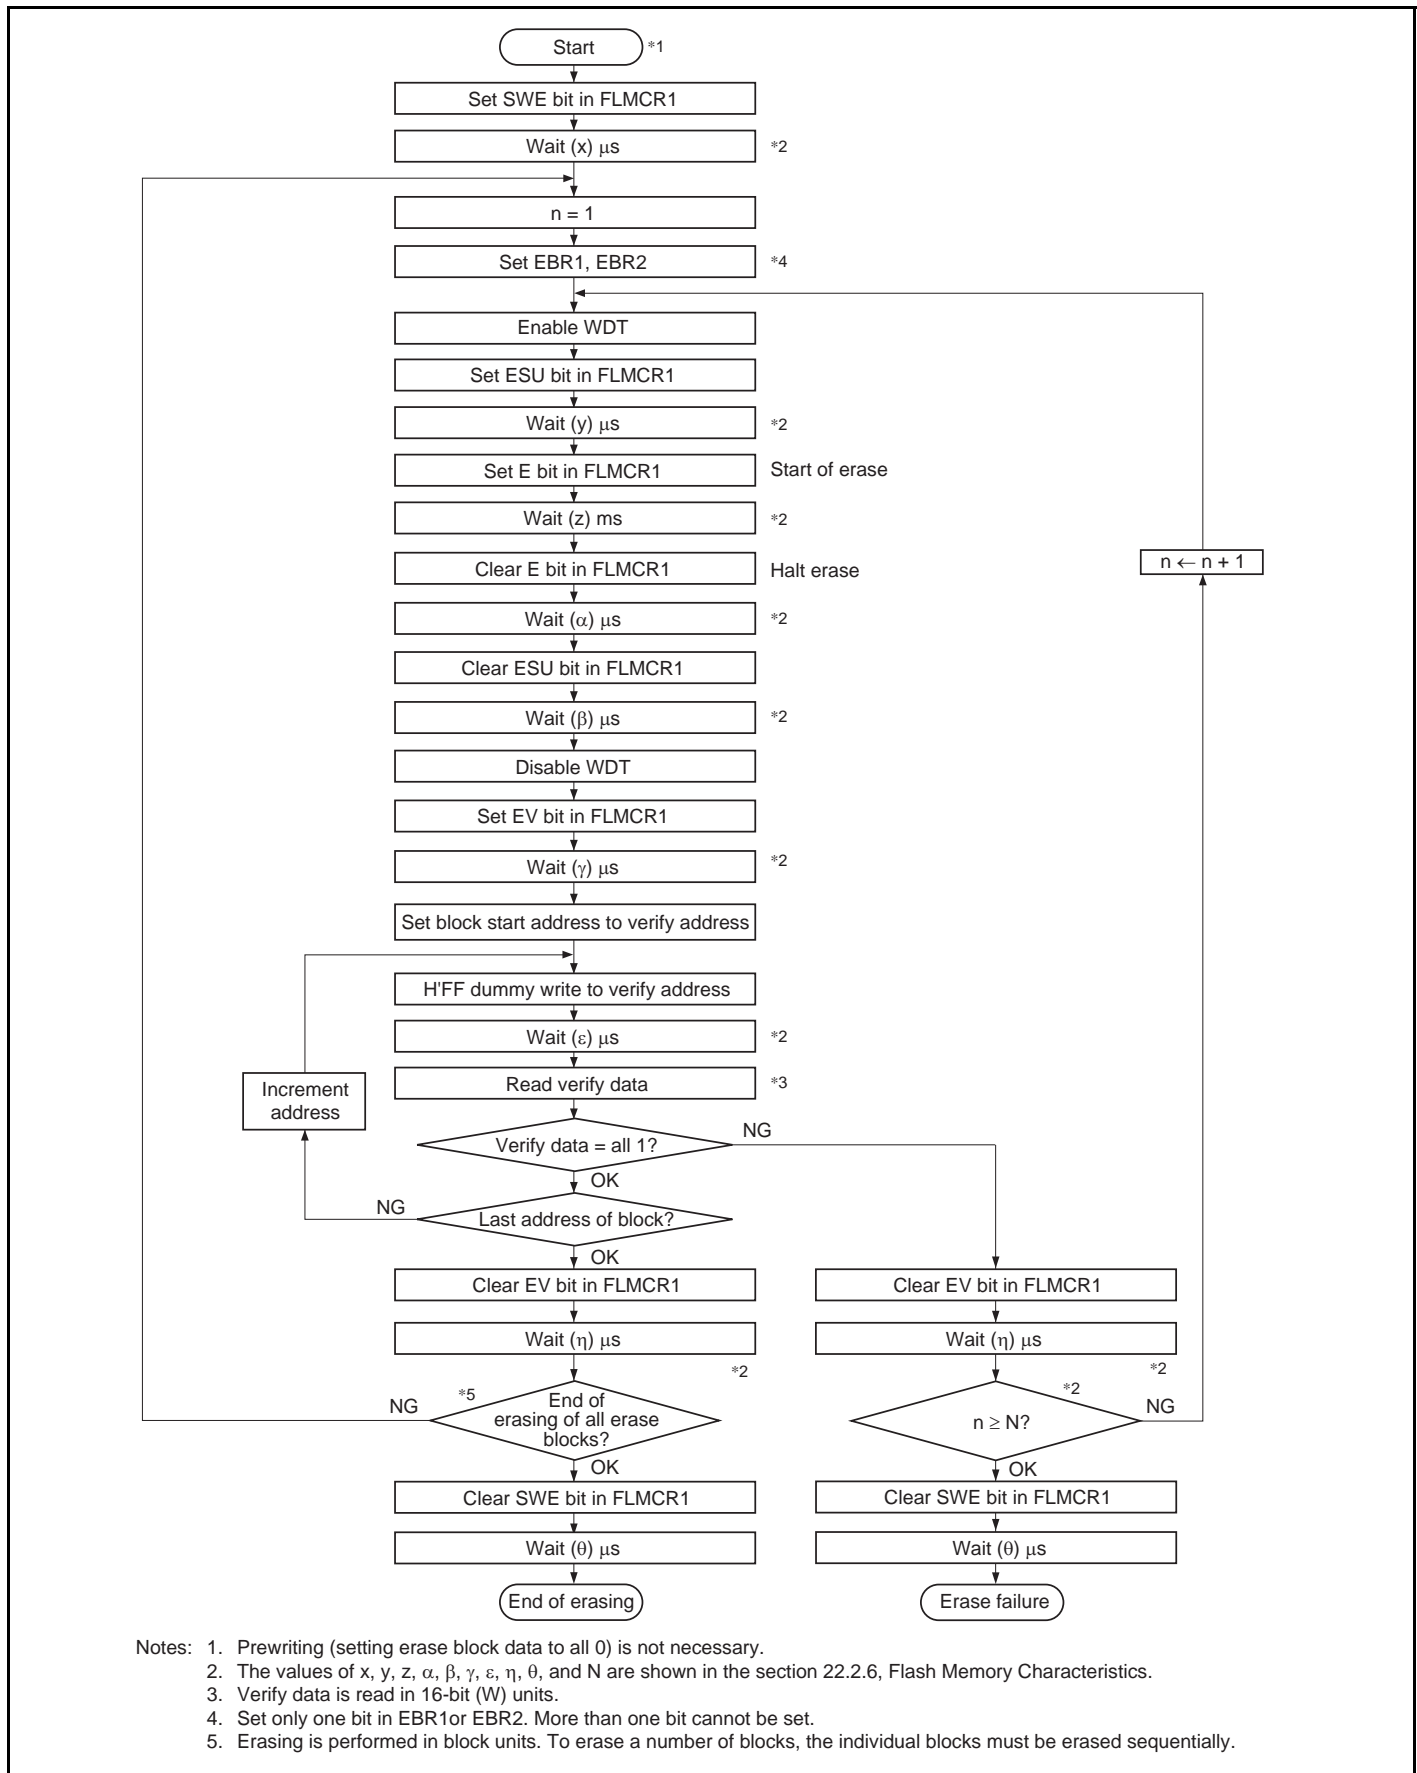 Start *1
Set SWE bit in FLMCR1
Wait (x) μs *2
n = 1
Set EBR1, EBR2 *4
Enable WDT
Set ESU bit in FLMCR1
Wait (y) μs *2
Set E bit in FLMCR1 Start of erase
Wait (z) ms *2
n ← n + 1
Clear E bit in FLMCR1 Halt erase
Wait (α) μs *2
Clear ESU bit in FLMCR1
Wait (β) μs *2
Disable WDT
Set EV bit in FLMCR1
Wait (γ) μs *2
Set block start address to verify address
H'FF dummy write to verify address
Wait (ε) μs *2
Read verify data *3
Increment
address
Verify data = all 1? NG
OK
NG Last address of block?
OK
Clear EV bit in FLMCR1 Clear EV bit in FLMCR1
Wait (η) μs Wait (η) μs
*2 *2
*5 *2
NG End of
erasing of all erase
blocks? n ≥ N? NG
OK OK
Clear SWE bit in FLMCR1 Clear SWE bit in FLMCR1
Wait (θ) μs Wait (θ) μs
End of erasing Erase failure
Notes: 1. Prewriting (setting erase block data to all 0) is not necessary.
2. The values of x, y, z, α, β, γ, ε, η, θ, and N are shown in the section 22.2.6, Flash Memory Characteristics.
3. Verify data is read in 16-bit (W) units.
4. Set only one bit in EBR1or EBR2. More than one bit cannot be set.
5. Erasing is performed in block units. To erase a number of blocks, the individual blocks must be erased sequentially.